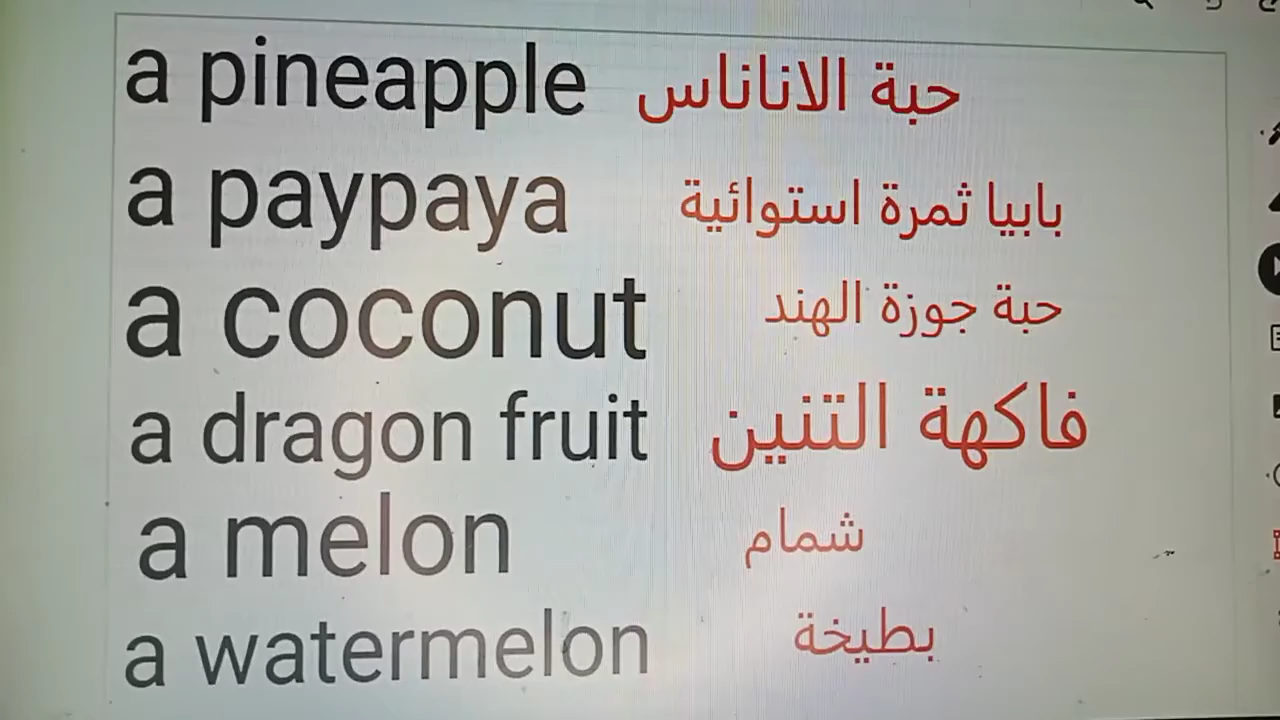 a pineapple حبة الاناناس
a paypaya بابيا ثمرة استوائية
a coconut حبة جوزة الهند
a dragon fruit فاكهة التنين
a melon شمام
a watermelon بطيخة